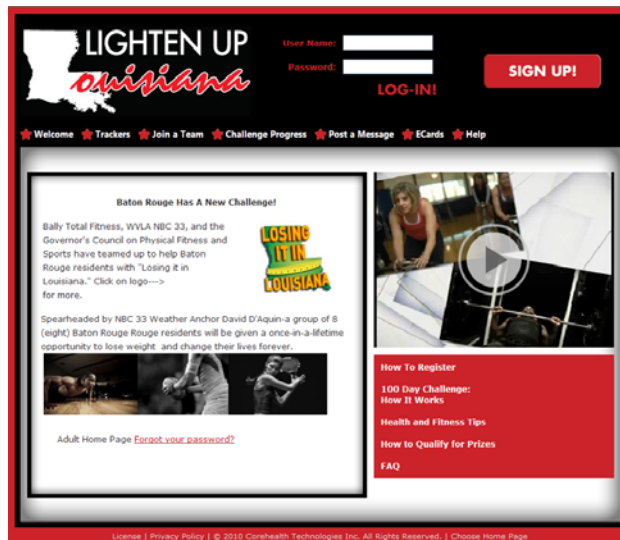 LIGHTEN UP
Louisiana
User Name:
Password:
LOG-IN!
SIGN UP!
Welcome Trackers Join a Team Challenge Progress Post a Message ECards Help
Baton Rouge Has A New Challenge!
Bally Total Fitness, WVLA NBC 33, and the
Governor's Council on Physical Fitness and
Sports have teamed up to help Baton
Rouge residents with "Losing it in
Louisiana." Click on logo--->
for more.
LOSING
IT IN
LOUISIANA
Spearheaded by NBC 33 Weather Anchor David D'Aquin-a group of 8
(eight) Baton Rouge Rouge residents will be given a once-in-a-lifetime
opportunity to lose weight and change their lives forever.
Adult Home Page Forgot your password?
How To Register
100 Day Challenge:
How It Works
Health and Fitness Tips
How to Qualify for Prizes
FAQ
License | Privacy Policy | © 2010 Corehealth Technologies Inc. All Rights Reserved. | Choose Home Page